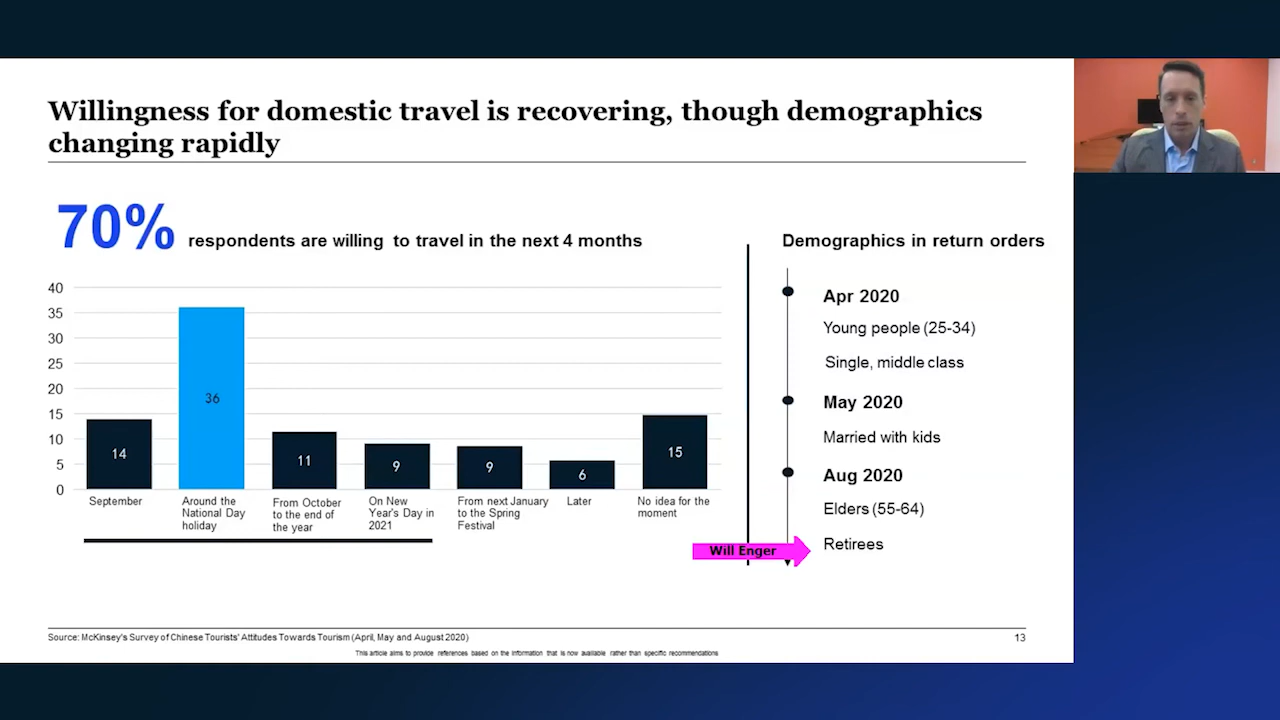 Willingness for domestic travel is recovering, though demographics
changing rapidly
70% respondents are willing to travel in the next 4 months
40
35
30
25
20
15
10
5
0
14
36
11
9
9
6
15
September
Around the
National Day
holiday
From October
to the end of
the year
On New
Year's Day in
2021
From next January
to the Spring
Festival
Later
No idea for the
moment
Demographics in return orders
Apr 2020
Young people (25-34)
Single, middle class
May 2020
Married with kids
Aug 2020
Elders (55-64)
Retirees
Will Enger
Source: McKinsey's Survey of Chinese Tourists' Attitudes Towards Tourism (April, May and August 2020)
13
This article aims to provide references based on the information that is now available rather than specific recommendations